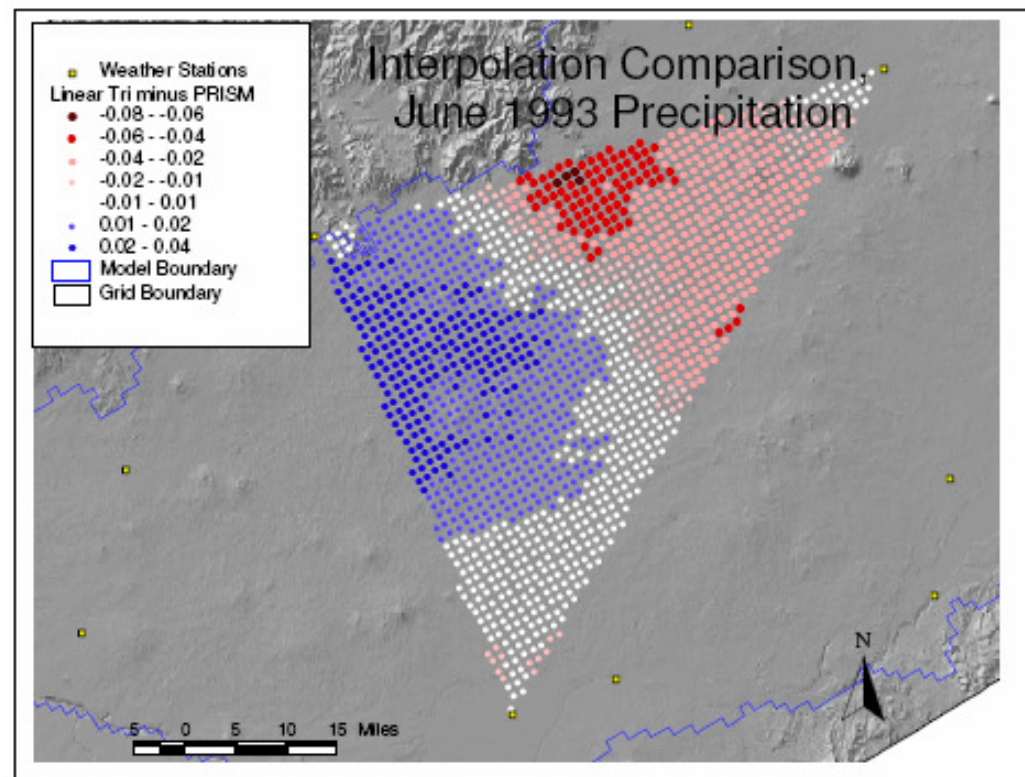 Interpolation Comparison,
June 1993 Precipitation
Weather Stations
Linear Tri minus PRISM
-0.08 - -0.06
-0.06 - -0.04
-0.04 - -0.02
-0.02 - -0.01
-0.01 - 0.01
0.01 - 0.02
0.02 - 0.04
Model Boundary
Grid Boundary
N
5 0 5 10 15 Miles